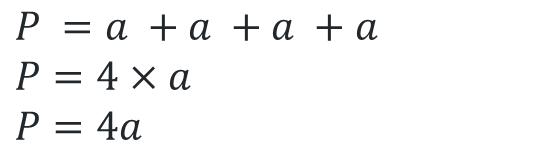 P = a + a + a + a
P = 4 × a
P = 4a